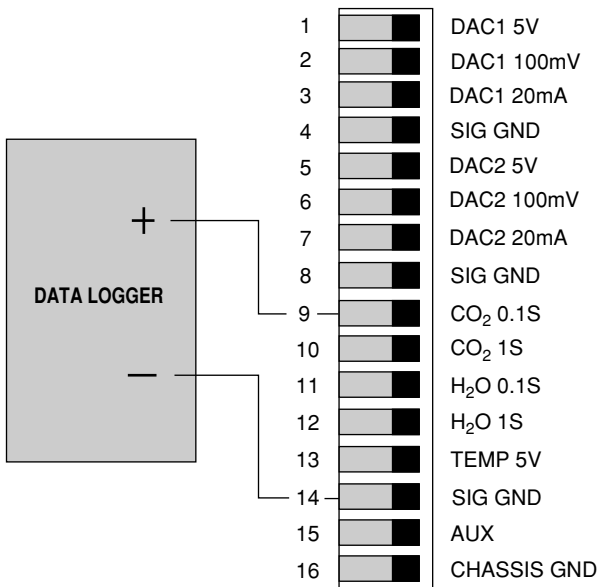 1 DAC1 5V
2 DAC1 100mV
3 DAC1 20mA
4 SIG GND
5 DAC2 5V
6 DAC2 100mV
+ 7 DAC2 20mA
8 SIG GND
DATA LOGGER
9 CO₂ 0.1S
10 CO₂ 1S
— 11 H₂O 0.1S
12 H₂O 1S
13 TEMP 5V
14 SIG GND
15 AUX
16 CHASSIS GND